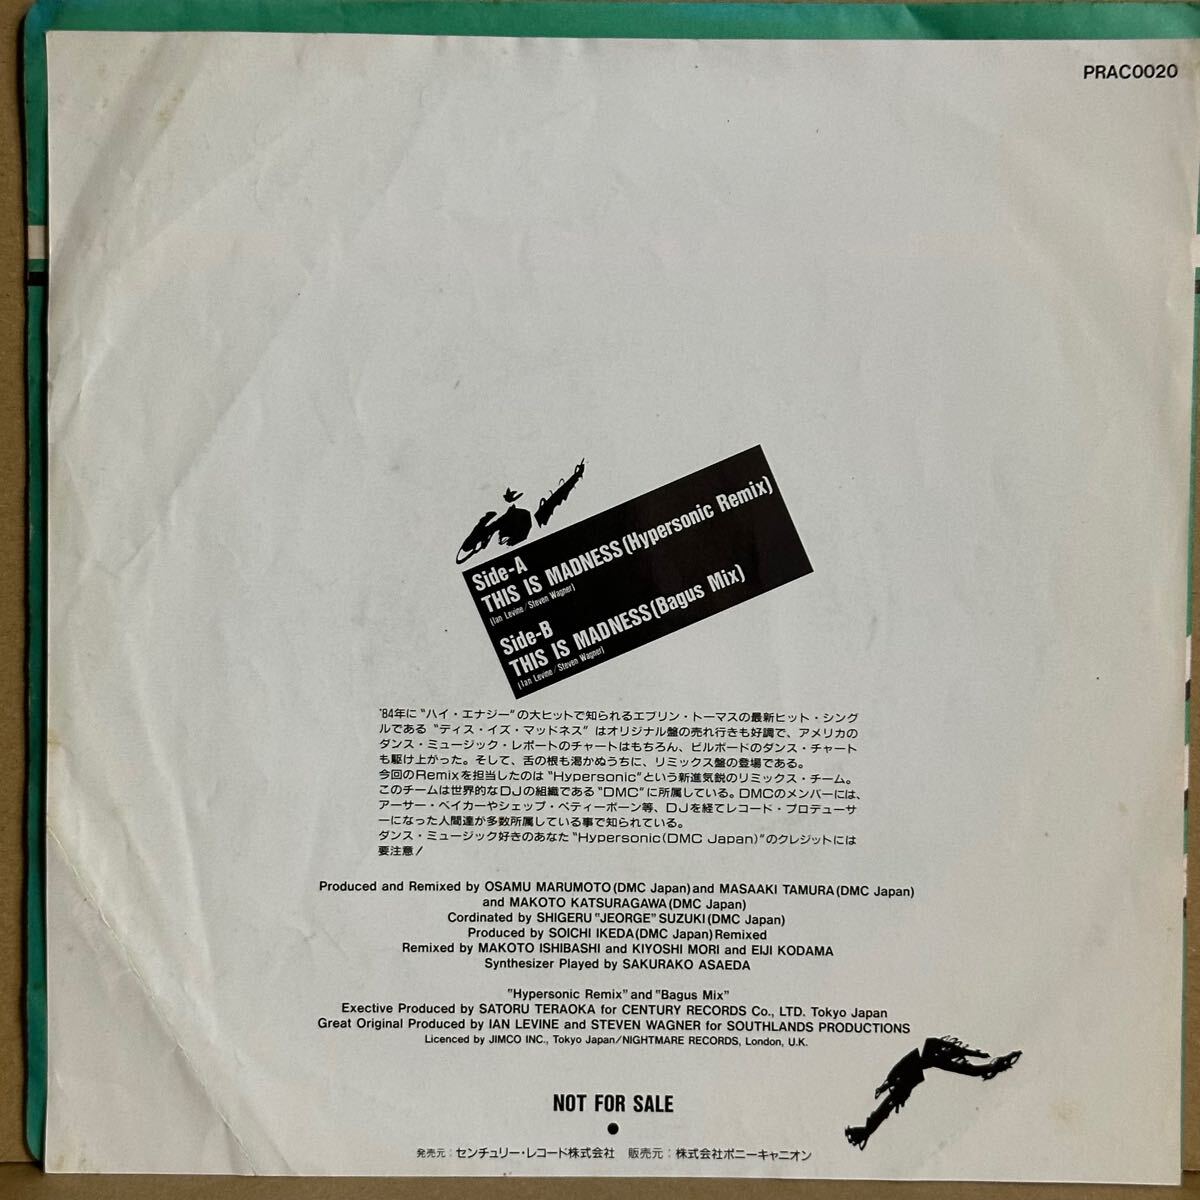 PRAC0020
Side-A
THIS IS MADNESS(Hypersonic Remix)
(Ian Levine/Steven Wagner)
Side-B
THIS IS MADNESS(Bagus Mix)
(Ian Levine/Steven Wagner)
'84年に“ハイ・エナジー”の大ヒットで知られるエブリン・トーマスの最新ヒット・シング
ルである“ディス・イズ・マッドネス”はオリジナル盤の売れ行きも好調で、アメリカの
ダンス・ミュージック・レポートのチャートはもちろん、ビルボードのダンス・チャート
も駆け上がった。そして、舌の根も渇かぬうちに、リミックス盤の登場である。
今回のRemixを担当したのは“Hypersonic”という新進気鋭のリミックス・チーム。
このチームは世界的なDJの組織である“DMC”に所属している。DMCのメンバーには、
アーサー・ベイカーやシェップ・ペティーボーン等、DJを経てレコード・プロデューサ
ーになった人間達が多数所属している事で知られている。
ダンス・ミュージック好きのあなた“Hypersonic(DMC Japan)”のクレジットには
要注意!
Produced and Remixed by OSAMU MARUMOTO(DMC Japan)and MASAAKI TAMURA(DMC Japan)
and MAKOTO KATSURAGAWA(DMC Japan)
Cordinated by SHIGERU "JEORGE" SUZUKI(DMC Japan)
Produced by SOICHI IKEDA(DMC Japan)Remixed
Remixed by MAKOTO ISHIBASHI and KIYOSHI MORI and EIJI KODAMA
Synthesizer Played by SAKURAKO ASAEDA
"Hypersonic Remix" and "Bagus Mix"
Exective Produced by SATORU TERAOKA for CENTURY RECORDS Co., LTD. Tokyo Japan
Great Original Produced by IAN LEVINE and STEVEN WAGNER for SOUTHLANDS PRODUCTIONS
Licenced by JIMCO INC., Tokyo Japan/NIGHTMARE RECORDS, London, U.K.
NOT FOR SALE
発売元:センチュリー・レコード株式会社 販売元:株式会社ポニーキャニオン